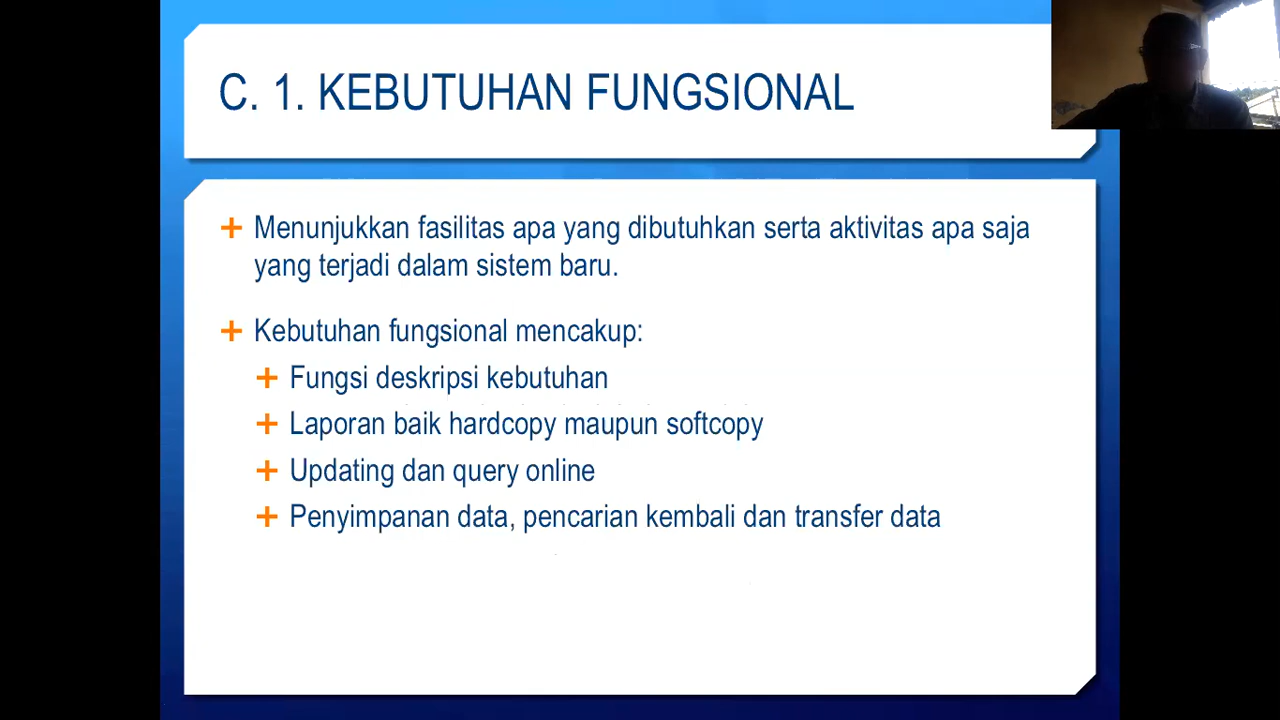 C. 1. KEBUTUHAN FUNGSIONAL
Menunjukkan fasilitas apa yang dibutuhkan serta aktivitas apa saja
yang terjadi dalam sistem baru.
Kebutuhan fungsional mencakup:
Fungsi deskripsi kebutuhan
Laporan baik hardcopy maupun softcopy
Updating dan query online
Penyimpanan data, pencarian kembali dan transfer data